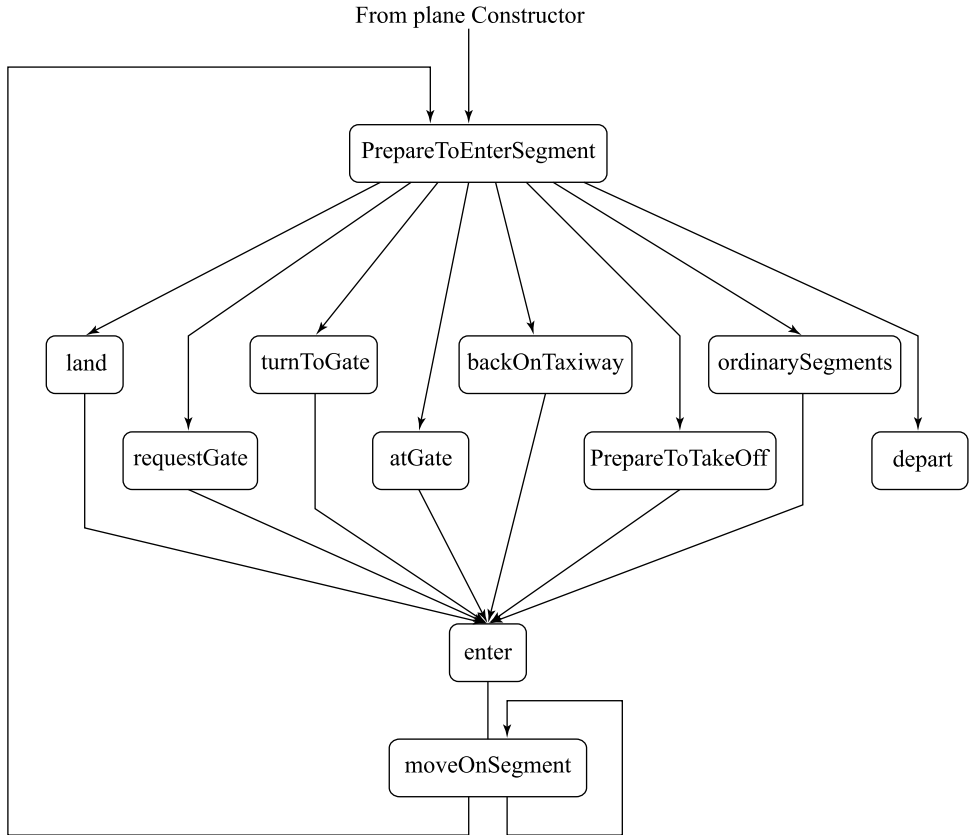 From plane Constructor
PrepareToEnterSegment
land
turnToGate
backOnTaxiway
ordinarySegments
requestGate
atGate
PrepareToTakeOff
depart
enter
moveOnSegment